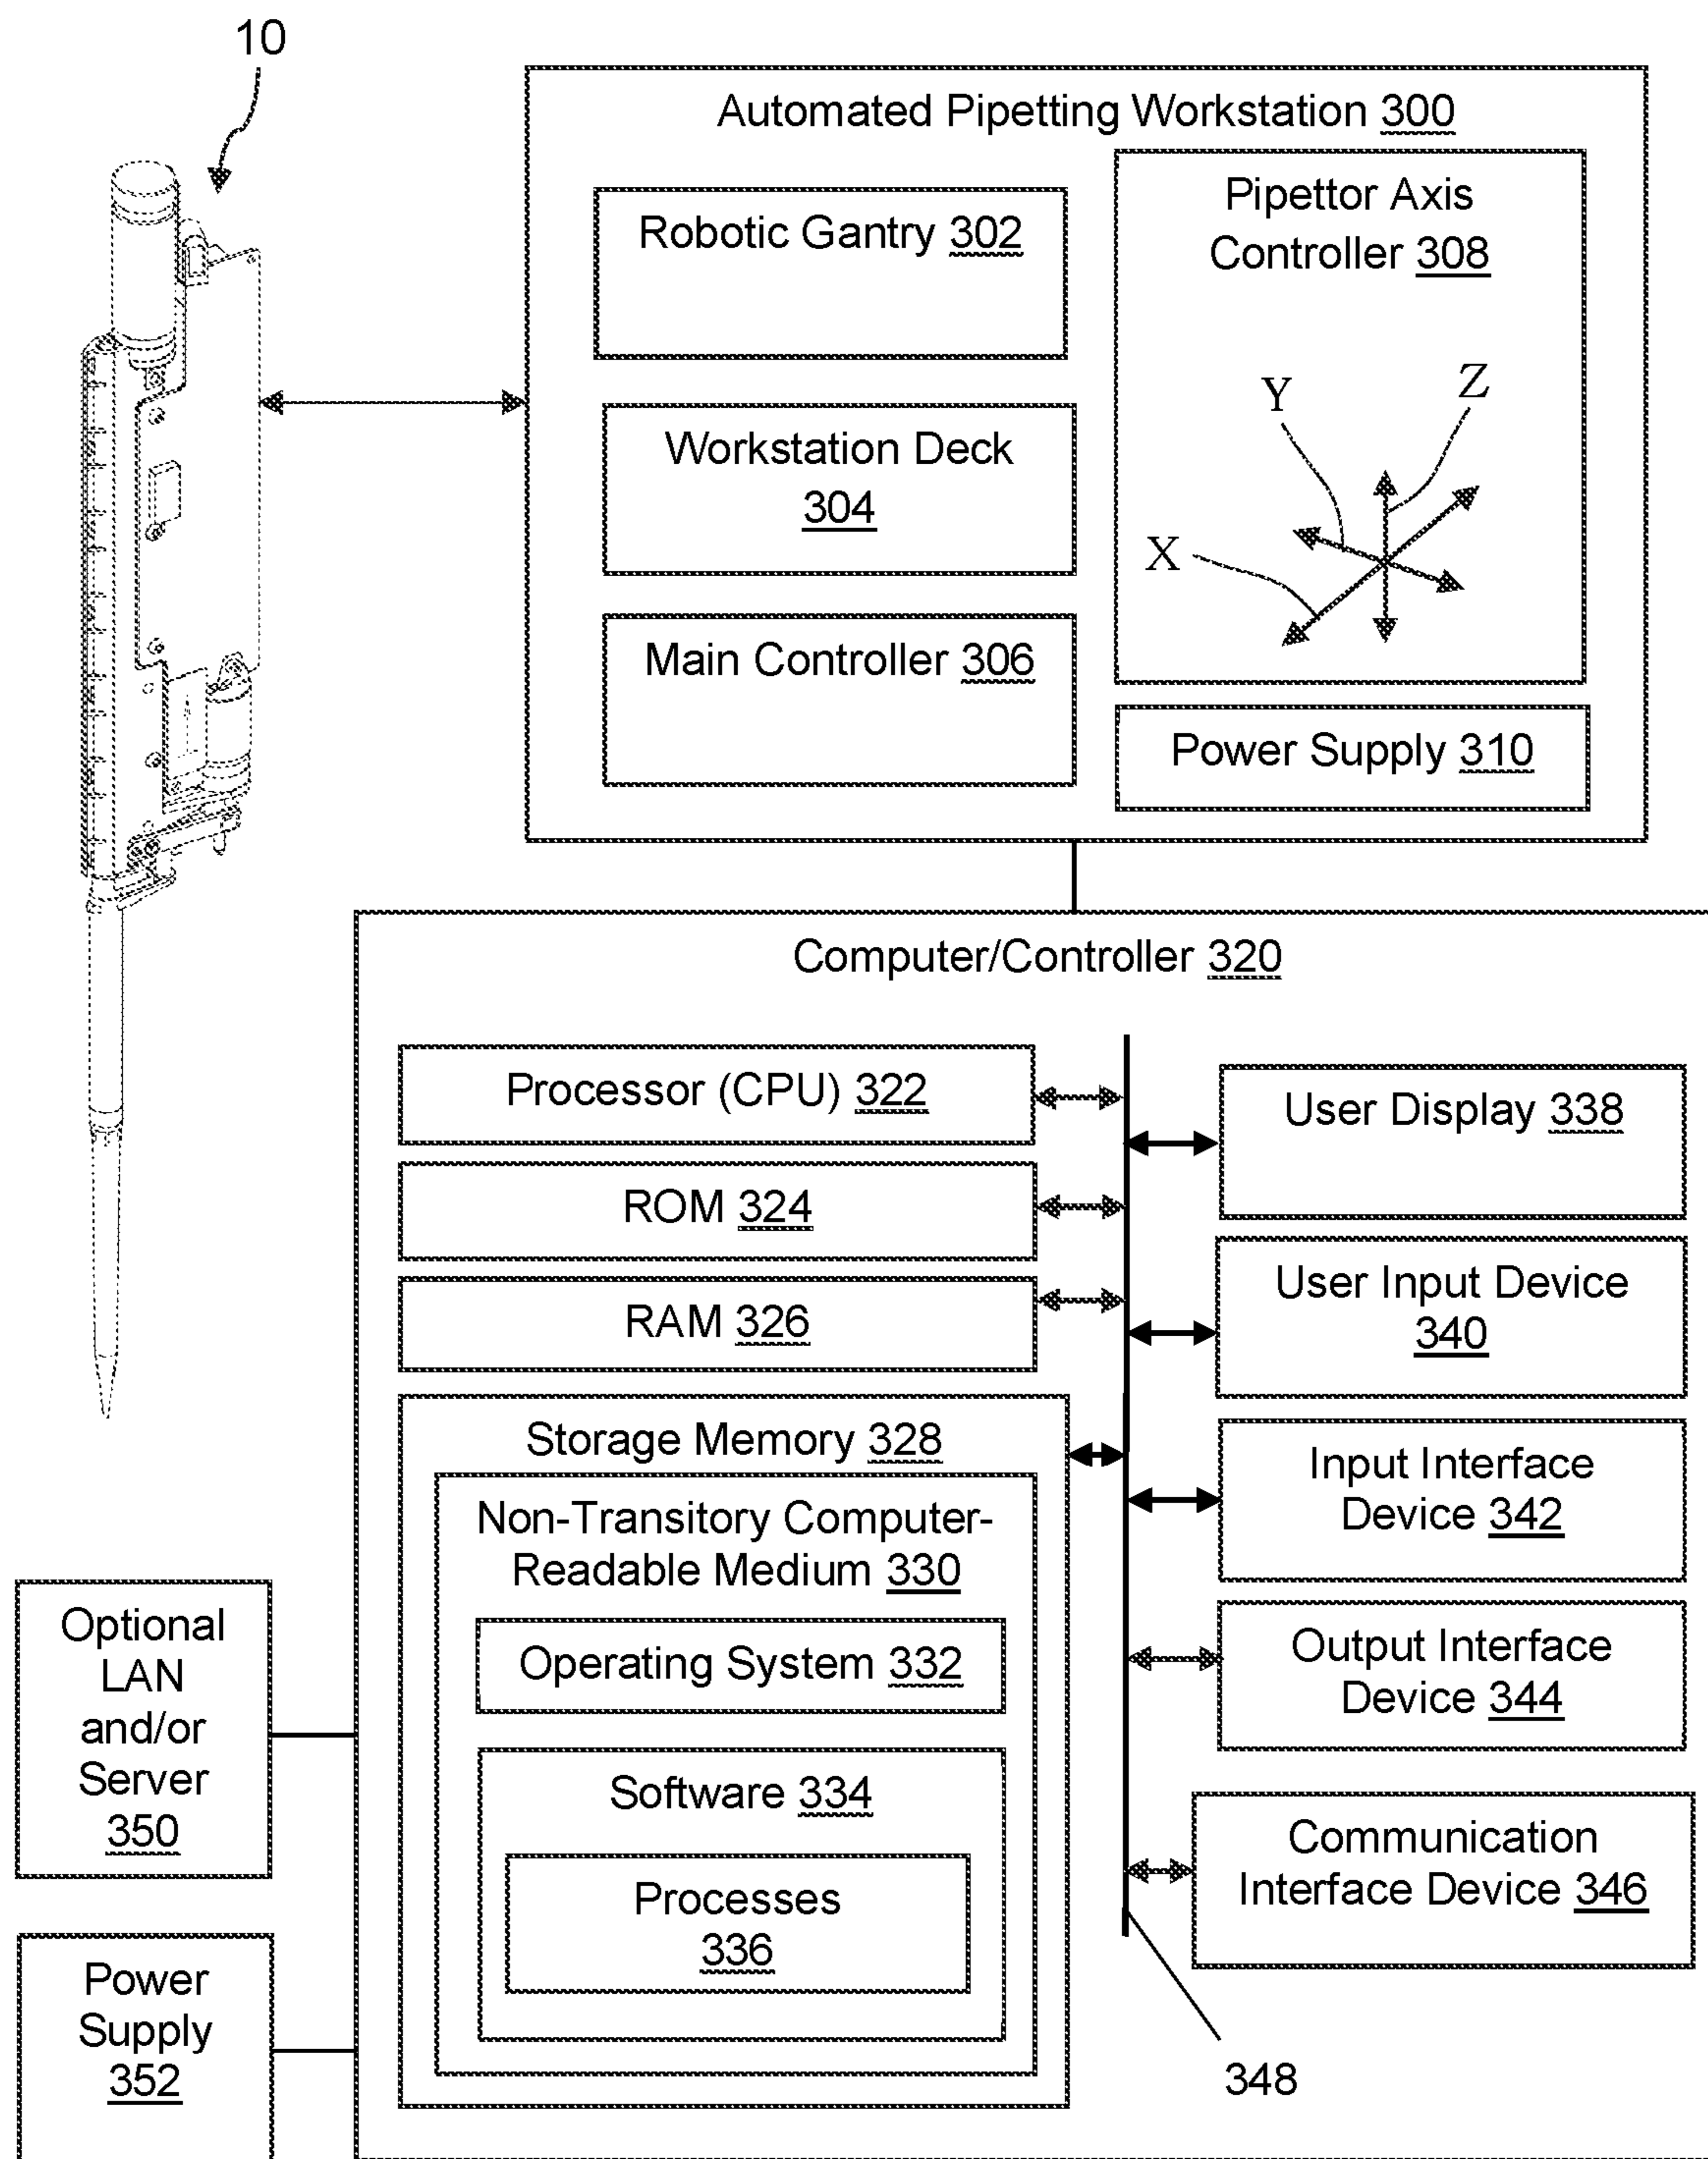 10
Automated Pipetting Workstation 300
Robotic Gantry 302
Pipettor Axis
Controller 308
Workstation Deck
304
Y
Z
X
Main Controller 306
Power Supply 310
Computer/Controller 320
Processor (CPU) 322
User Display 338
ROM 324
RAM 326
User Input Device
340
Storage Memory 328
Input Interface
Device 342
Non-Transitory Computer-
Readable Medium 330
Operating System 332
Output Interface
Device 344
Software 334
Processes
336
Communication
Interface Device 346
348
Optional
LAN
and/or
Server
350
Power
Supply
352